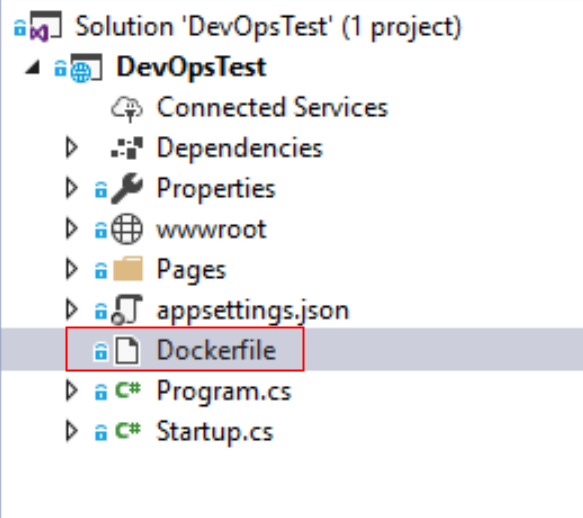 Solution 'DevOpsTest' (1 project)
DevOpsTest
Connected Services
Dependencies
Properties
wwwroot
Pages
appsettings.json
Dockerfile
C# Program.cs
C# Startup.cs